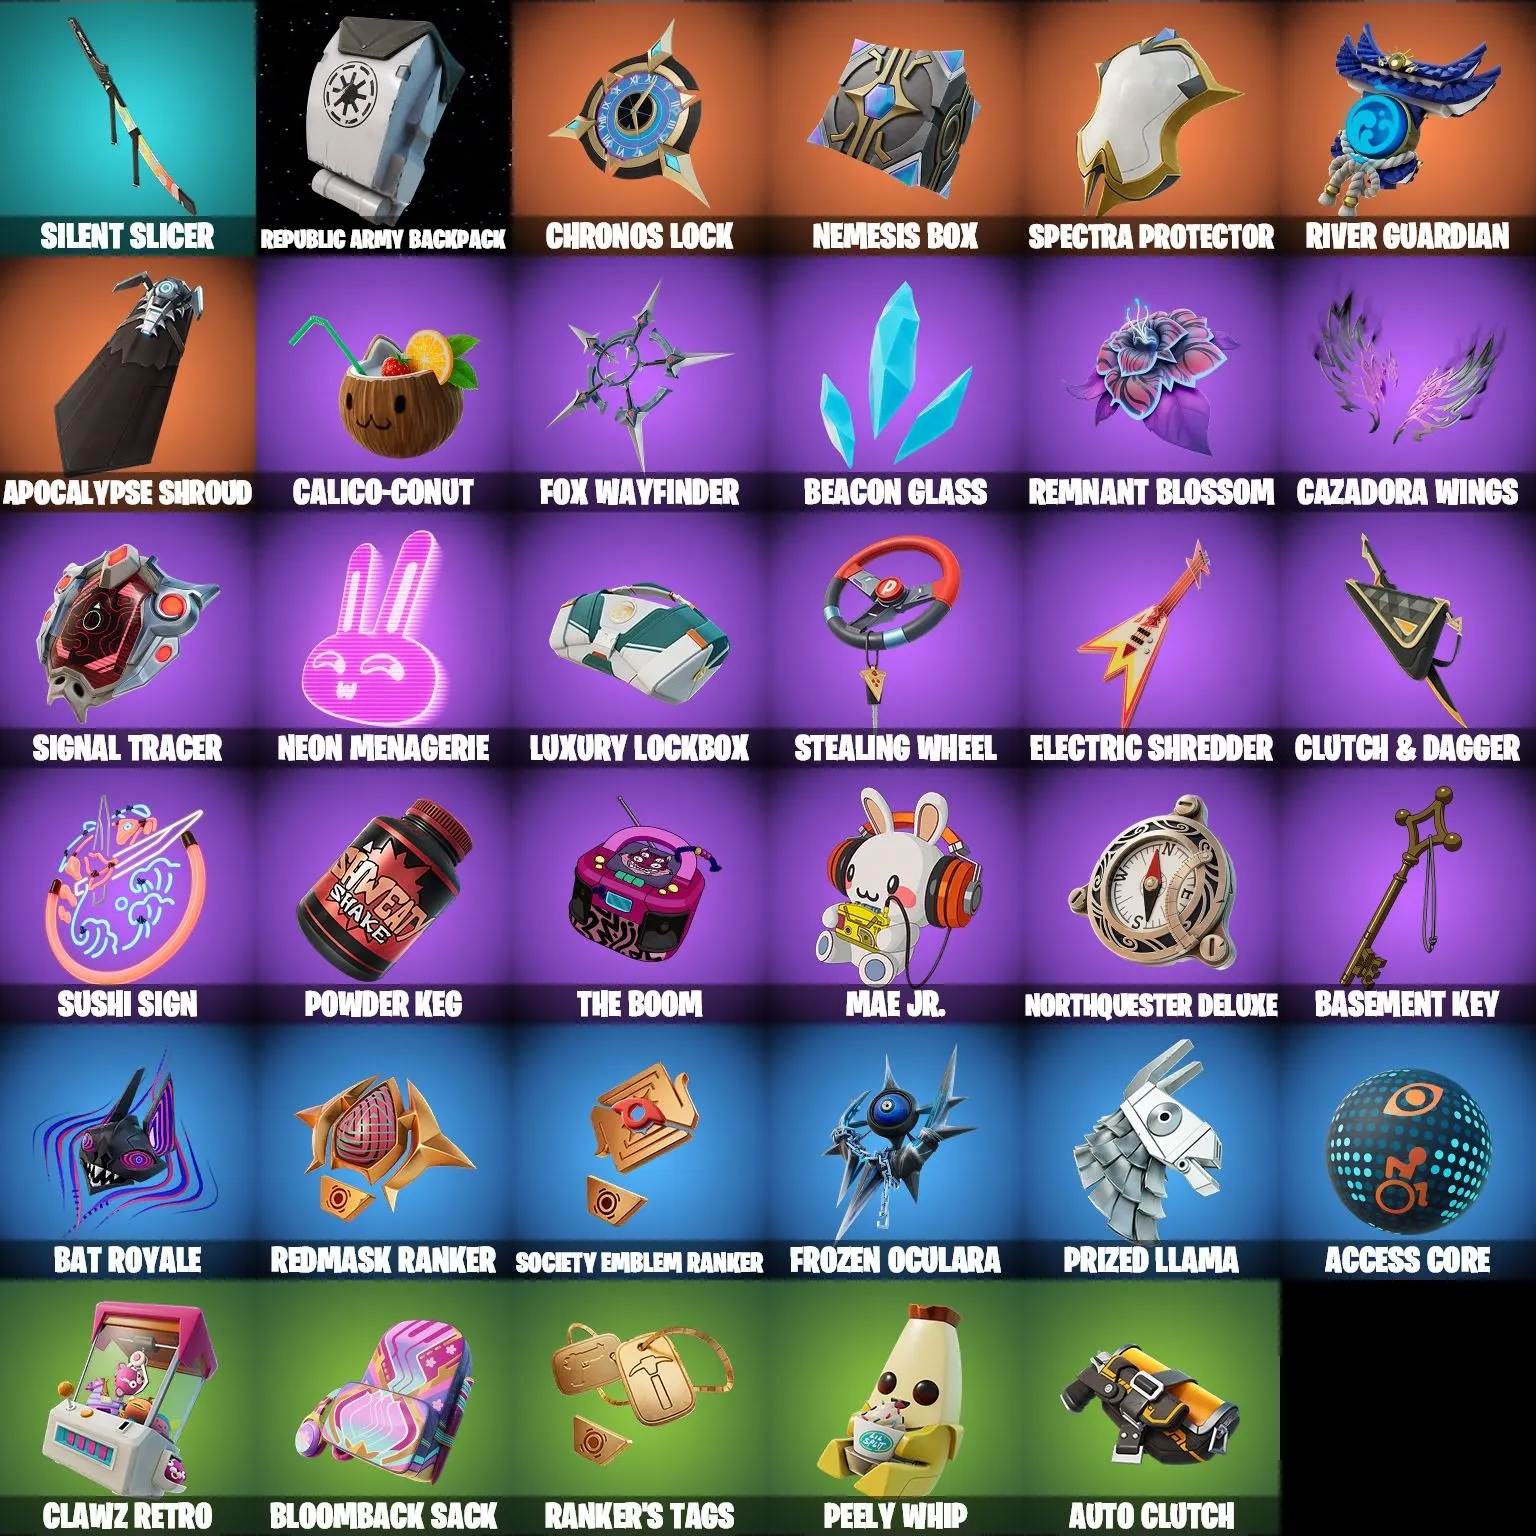 SILENT SLICER
REPUBLIC ARMY BACKPACK
CHRONOS LOCK
NEMESIS BOX
SPECTRA PROTECTOR
RIVER GUARDIAN
APOCALYPSE SHROUD
CALICO-CONUT
FOX WAYFINDER
BEACON GLASS
REMNANT BLOSSOM
CAZADORA WINGS
SIGNAL TRACER
NEON MENAGERIE
LUXURY LOCKBOX
P
STEALING WHEEL
ELECTRIC SHREDDER
CLUTCH & DAGGER
SUSHI SIGN
SHAKE
POWDER KEG
THE BOOM
MAE JR.
N
E
S
W
NORTHQUESTER DELUXE
BASEMENT KEY
BAT ROYALE
REDMASK RANKER
SOCIETY EMBLEM RANKER
FROZEN OCULARA
PRIZED LLAMA
ACCESS CORE
CLAWZ RETRO
BLOOMBACK SACK
RANKER'S TAGS
LIL
SPLIT
PEELY WHIP
AUTO CLUTCH